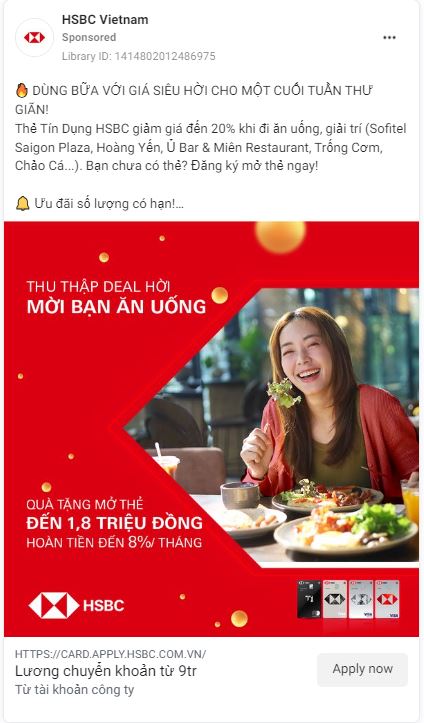 HSBC Vietnam
Sponsored
Library ID: 1414802012486975
🔥 DÙNG BỮA VỚI GIÁ SIÊU HỜI CHO MỘT CUỐI TUẦN THƯ
GIÃN!
Thẻ Tín Dụng HSBC giảm giá đến 20% khi đi ăn uống, giải trí (Sofitel
Saigon Plaza, Hoàng Yến, Ủ Bar & Miên Restaurant, Trống Cơm,
Chảo Cá...). Bạn chưa có thẻ? Đăng ký mở thẻ ngay!
🔔 Ưu đãi số lượng có hạn!...
THU THẬP DEAL HỜI
MỜI BẠN ĂN UỐNG
QUÀ TẶNG MỞ THẺ
ĐẾN 1,8 TRIỆU ĐỒNG
HOÀN TIỀN ĐẾN 8%/ THÁNG
HSBC
HTTPS://CARD.APPLY.HSBC.COM.VN/
Lương chuyển khoản từ 9tr
Từ tài khoản công ty
Apply now